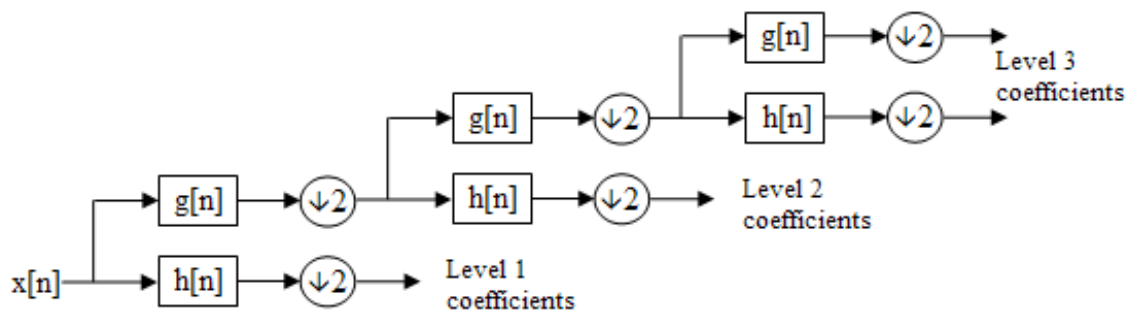 g[n]
↓2
Level 3
coefficients
g[n]
↓2
h[n]
↓2
g[n]
↓2
h[n]
↓2
Level 2
coefficients
x[n]
h[n]
↓2
Level 1
coefficients